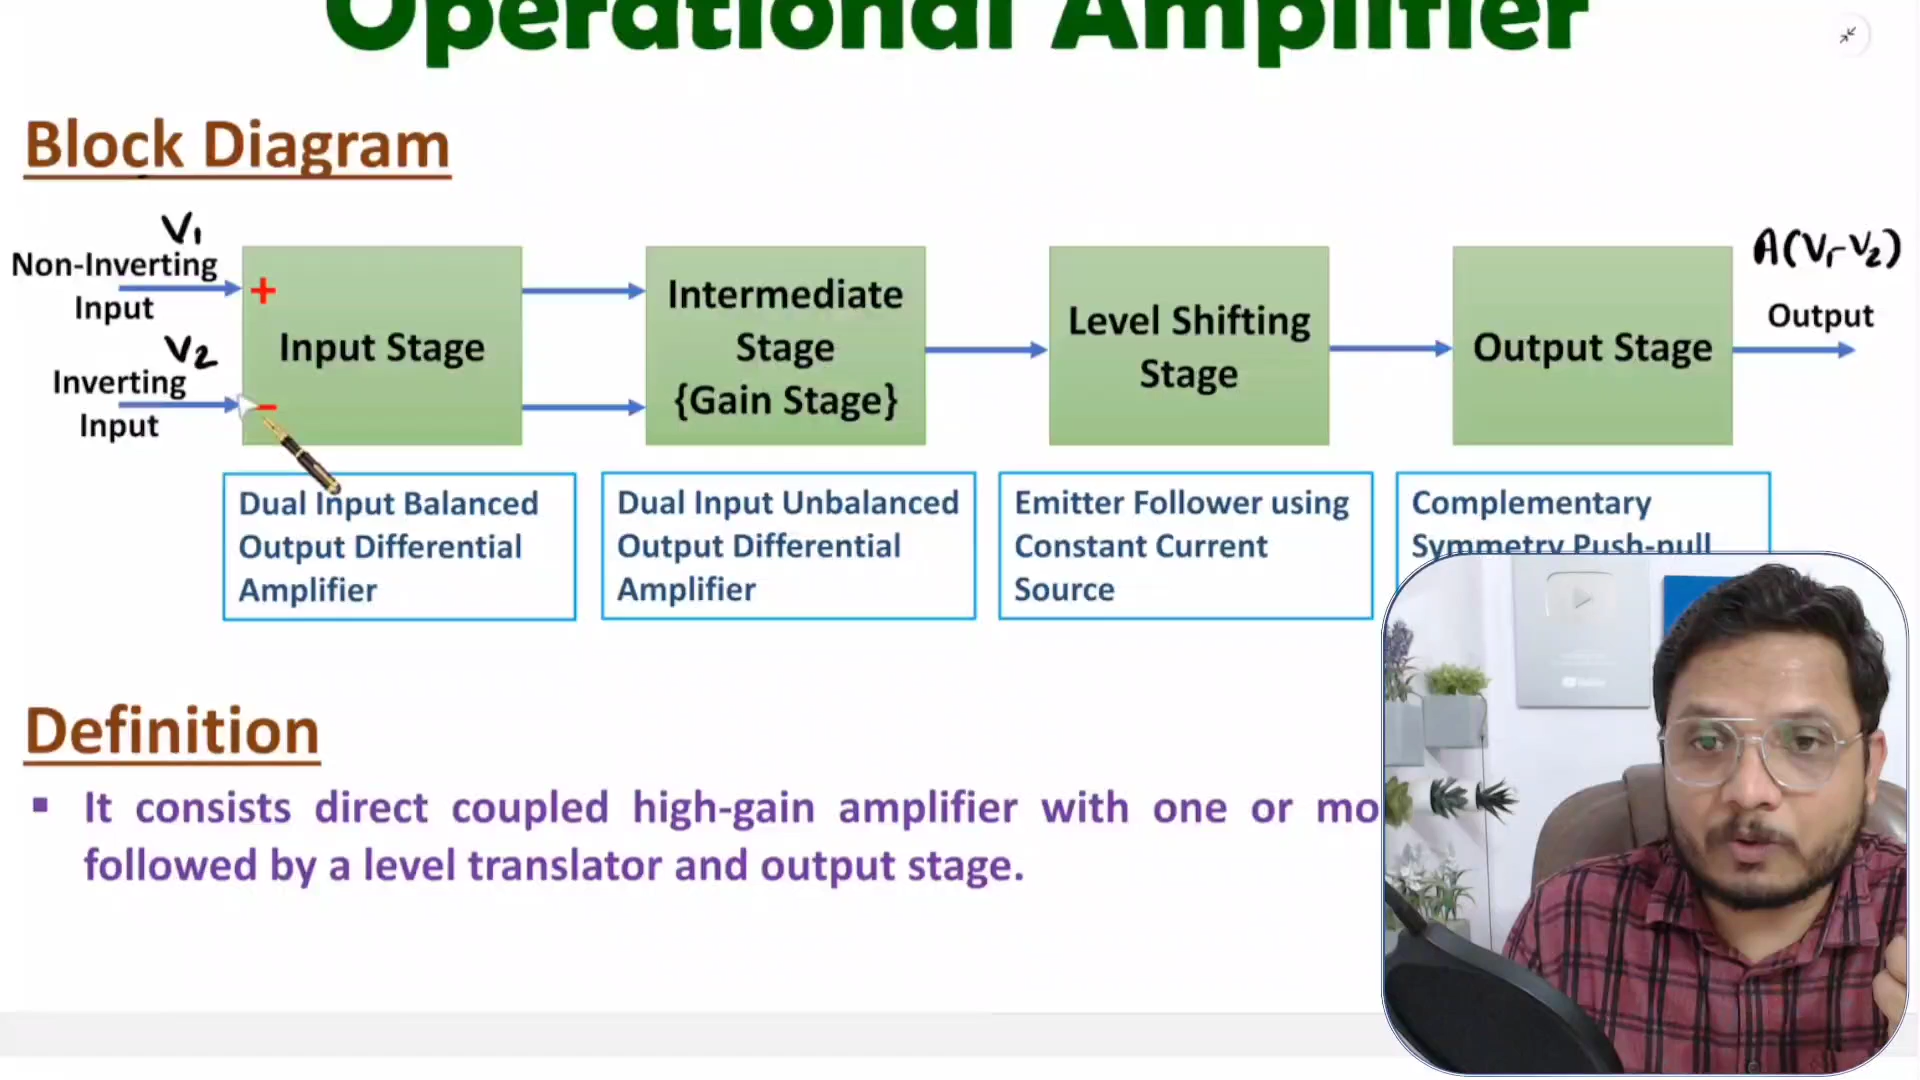 Operational Amplifier
Block Diagram
V1
Non-Inverting
Input
V2
Inverting
Input
+
-
Input Stage
Intermediate
Stage
{Gain Stage}
Level Shifting
Stage
Output Stage
A(V1-V2)
Output
Dual Input Balanced
Output Differential
Amplifier
Dual Input Unbalanced
Output Differential
Amplifier
Emitter Follower using
Constant Current
Source
Complementary
Symmetry Push-pull
Definition
▪ It consists direct coupled high-gain amplifier with one or mo
followed by a level translator and output stage.